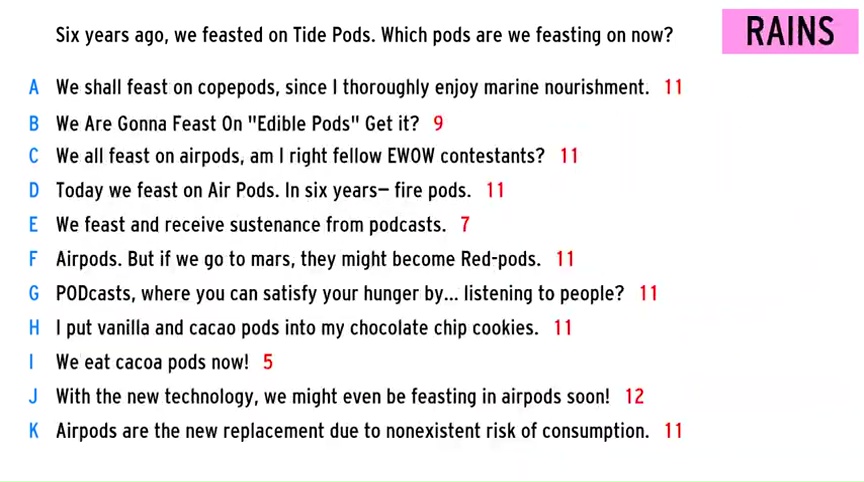 Six years ago, we feasted on Tide Pods. Which pods are we feasting on now?
RAINS
A We shall feast on copepods, since I thoroughly enjoy marine nourishment. 11
B We Are Gonna Feast On "Edible Pods" Get it? 9
C We all feast on airpods, am I right fellow EWOW contestants? 11
D Today we feast on Air Pods. In six years— fire pods. 11
E We feast and receive sustenance from podcasts. 7
F Airpods. But if we go to mars, they might become Red-pods. 11
G PODcasts, where you can satisfy your hunger by... listening to people? 11
H I put vanilla and cacao pods into my chocolate chip cookies. 11
I We eat cacoa pods now! 5
J With the new technology, we might even be feasting in airpods soon! 12
K Airpods are the new replacement due to nonexistent risk of consumption. 11